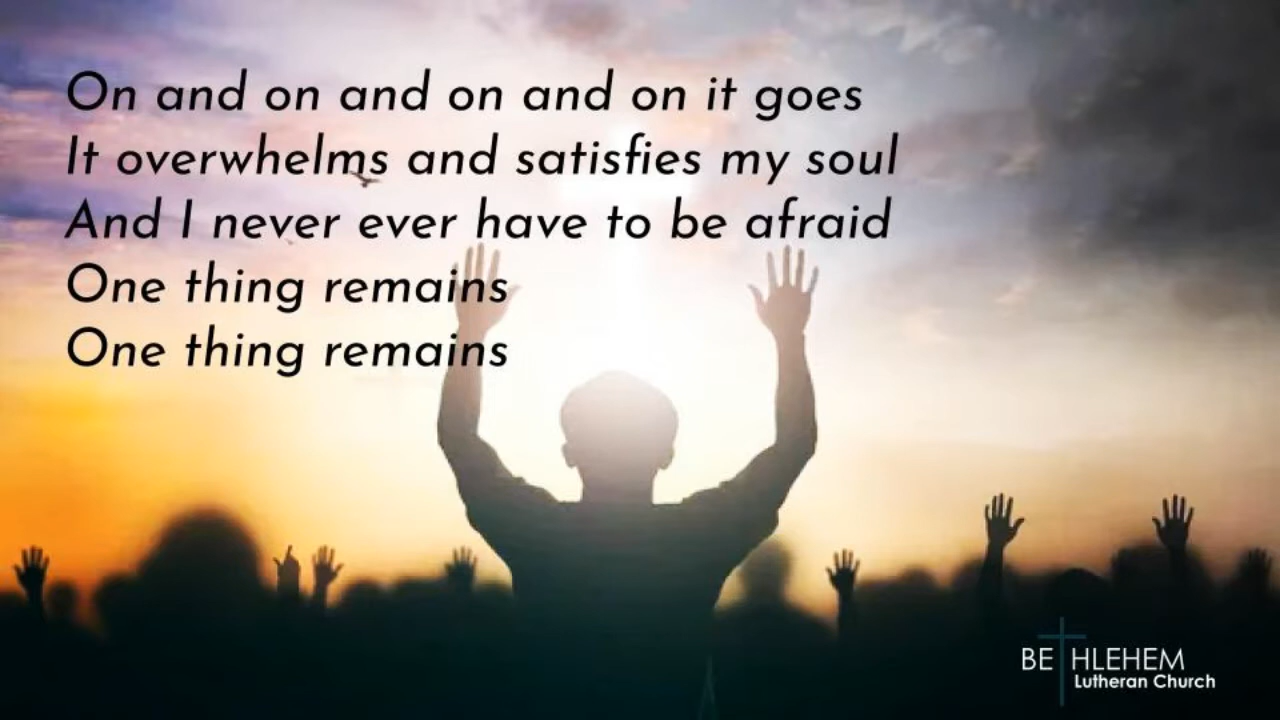 On and on and on and on it goes
It overwhelms and satisfies my soul
And I never ever have to be afraid
One thing remains
One thing remains
BETHLEHEM
Lutheran Church